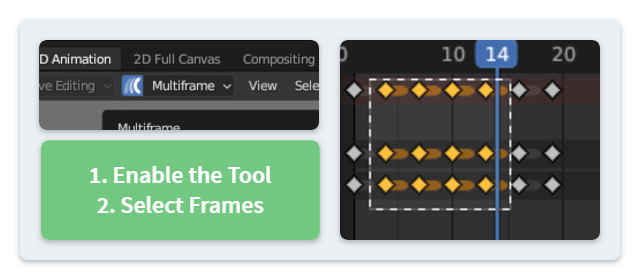 D Animation 2D Full Canvas Compositing
ve Editing Multiframe View Sele
Multiframe
1. Enable the Tool
2. Select Frames
0 10 14 20